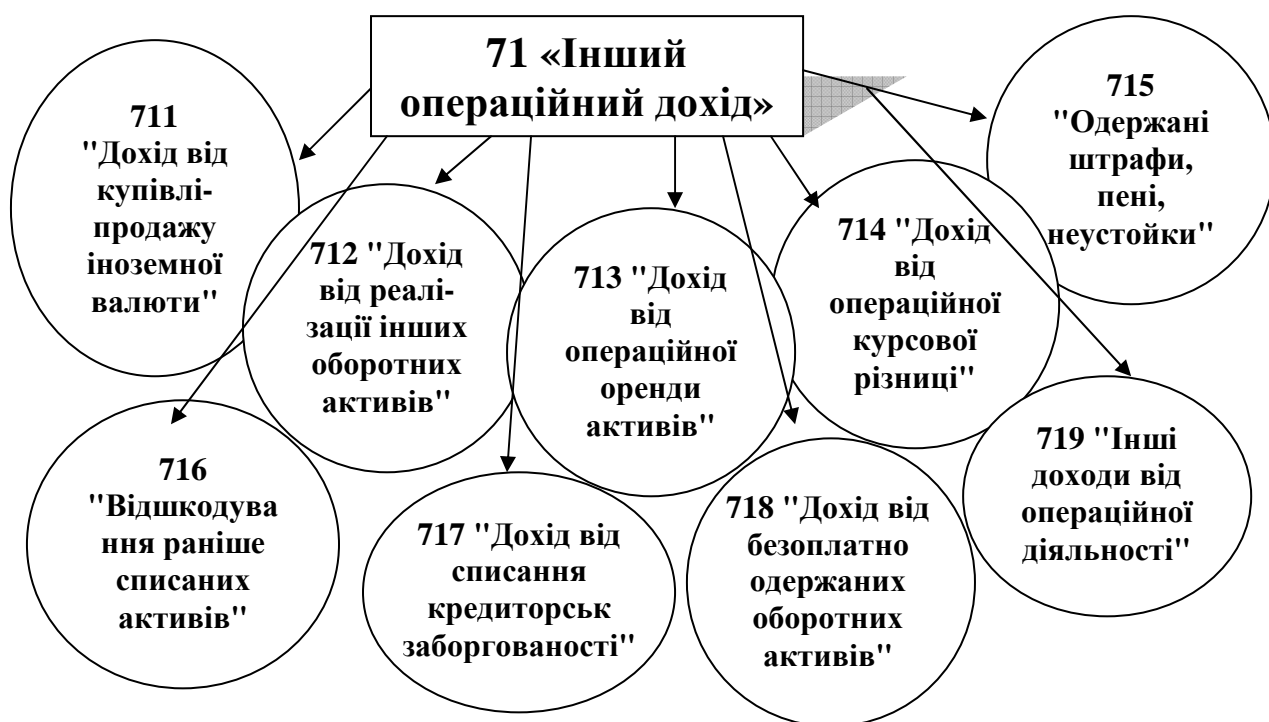 71 «Інший
операційний дохід»
711
"Дохід від
купівлі-
продажу
іноземної
валюти"
712 "Дохід
від реалі-
зації інших
оборотних
активів"
713 "Дохід
від
операційної
оренди
активів"
714 "Дохід
від
операційної
курсової
різниці"
715
"Одержані
штрафи,
пені,
неустойки"
716
"Відшкодува
ння раніше
списаних
активів"
717 "Дохід від
списання
кредиторськ
заборгованості"
718 "Дохід від
безоплатно
одержаних
оборотних
активів"
719 "Інші
доходи від
операційної
діяльності"